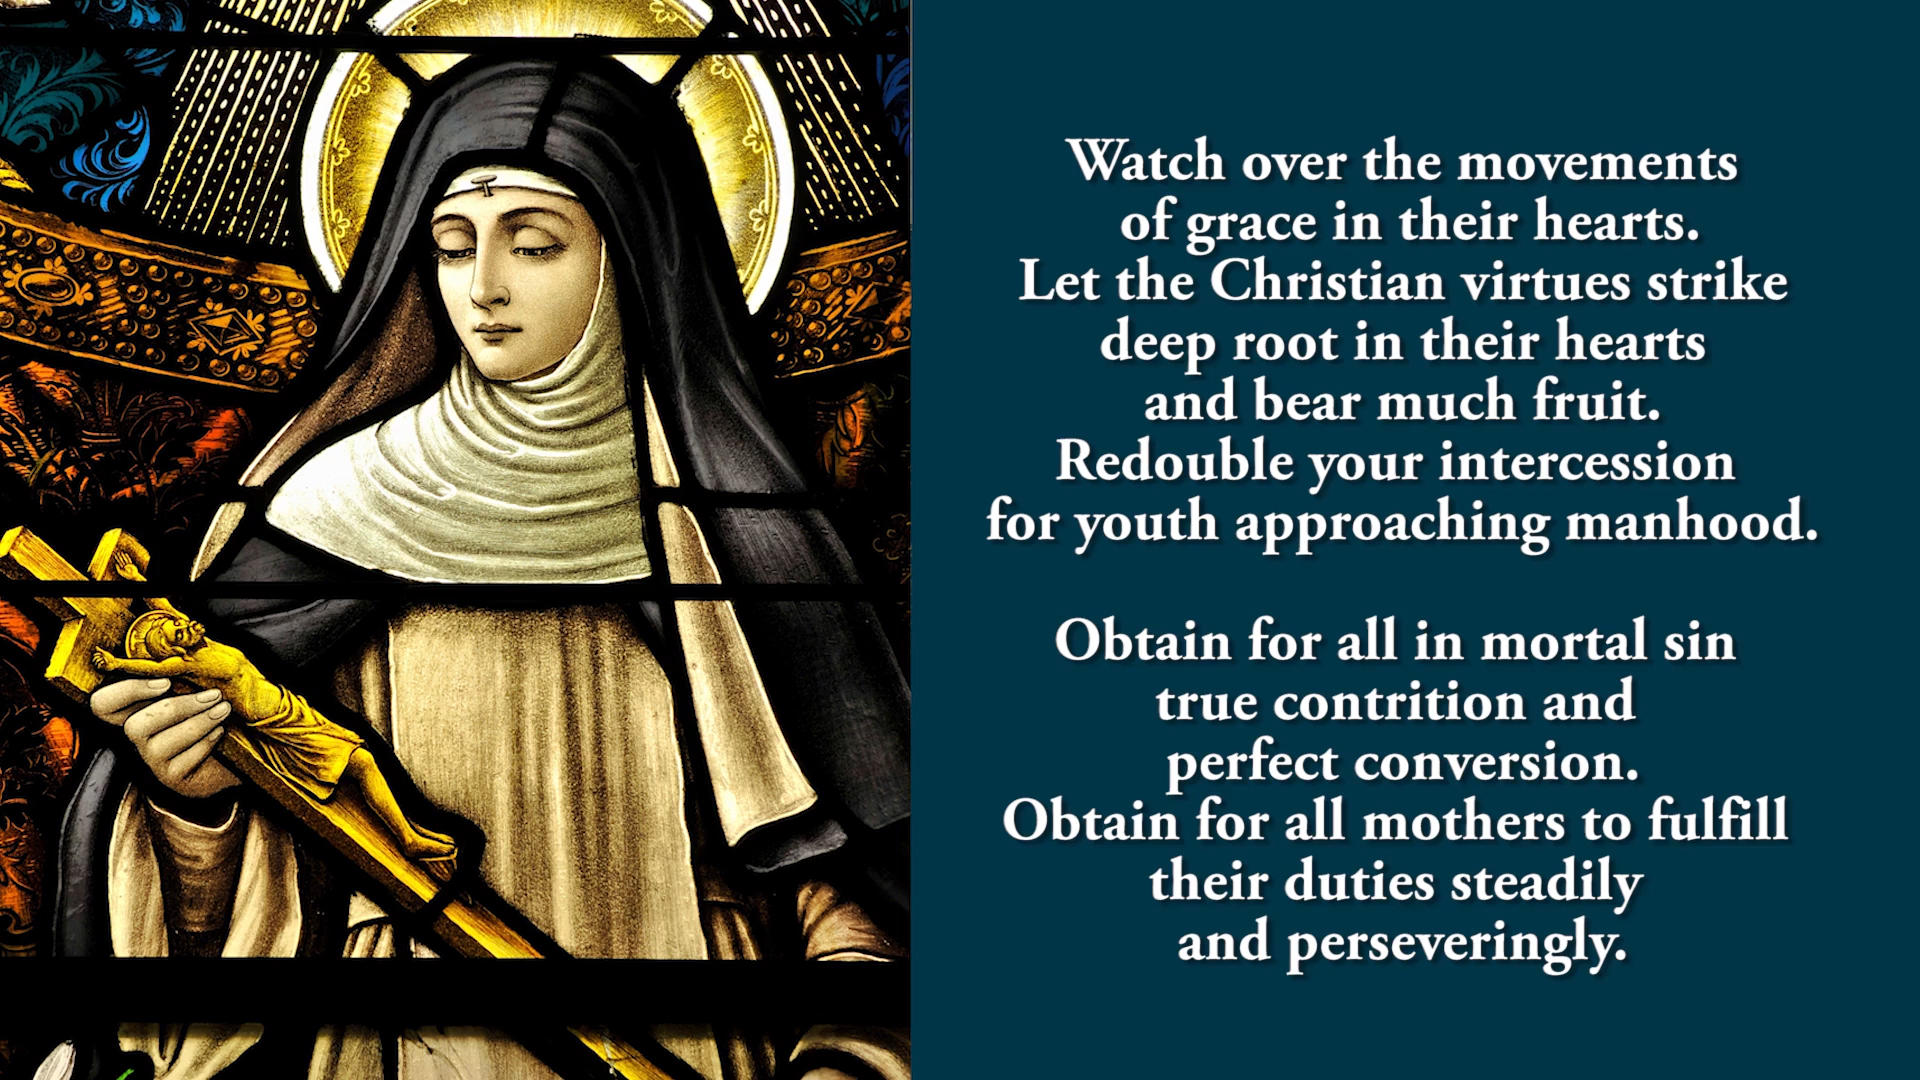 Watch over the movements
of grace in their hearts.
Let the Christian virtues strike
deep root in their hearts
and bear much fruit.
Redouble your intercession
for youth approaching manhood.
Obtain for all in mortal sin
true contrition and
perfect conversion.
Obtain for all mothers to fulfill
their duties steadily
and perseveringly.